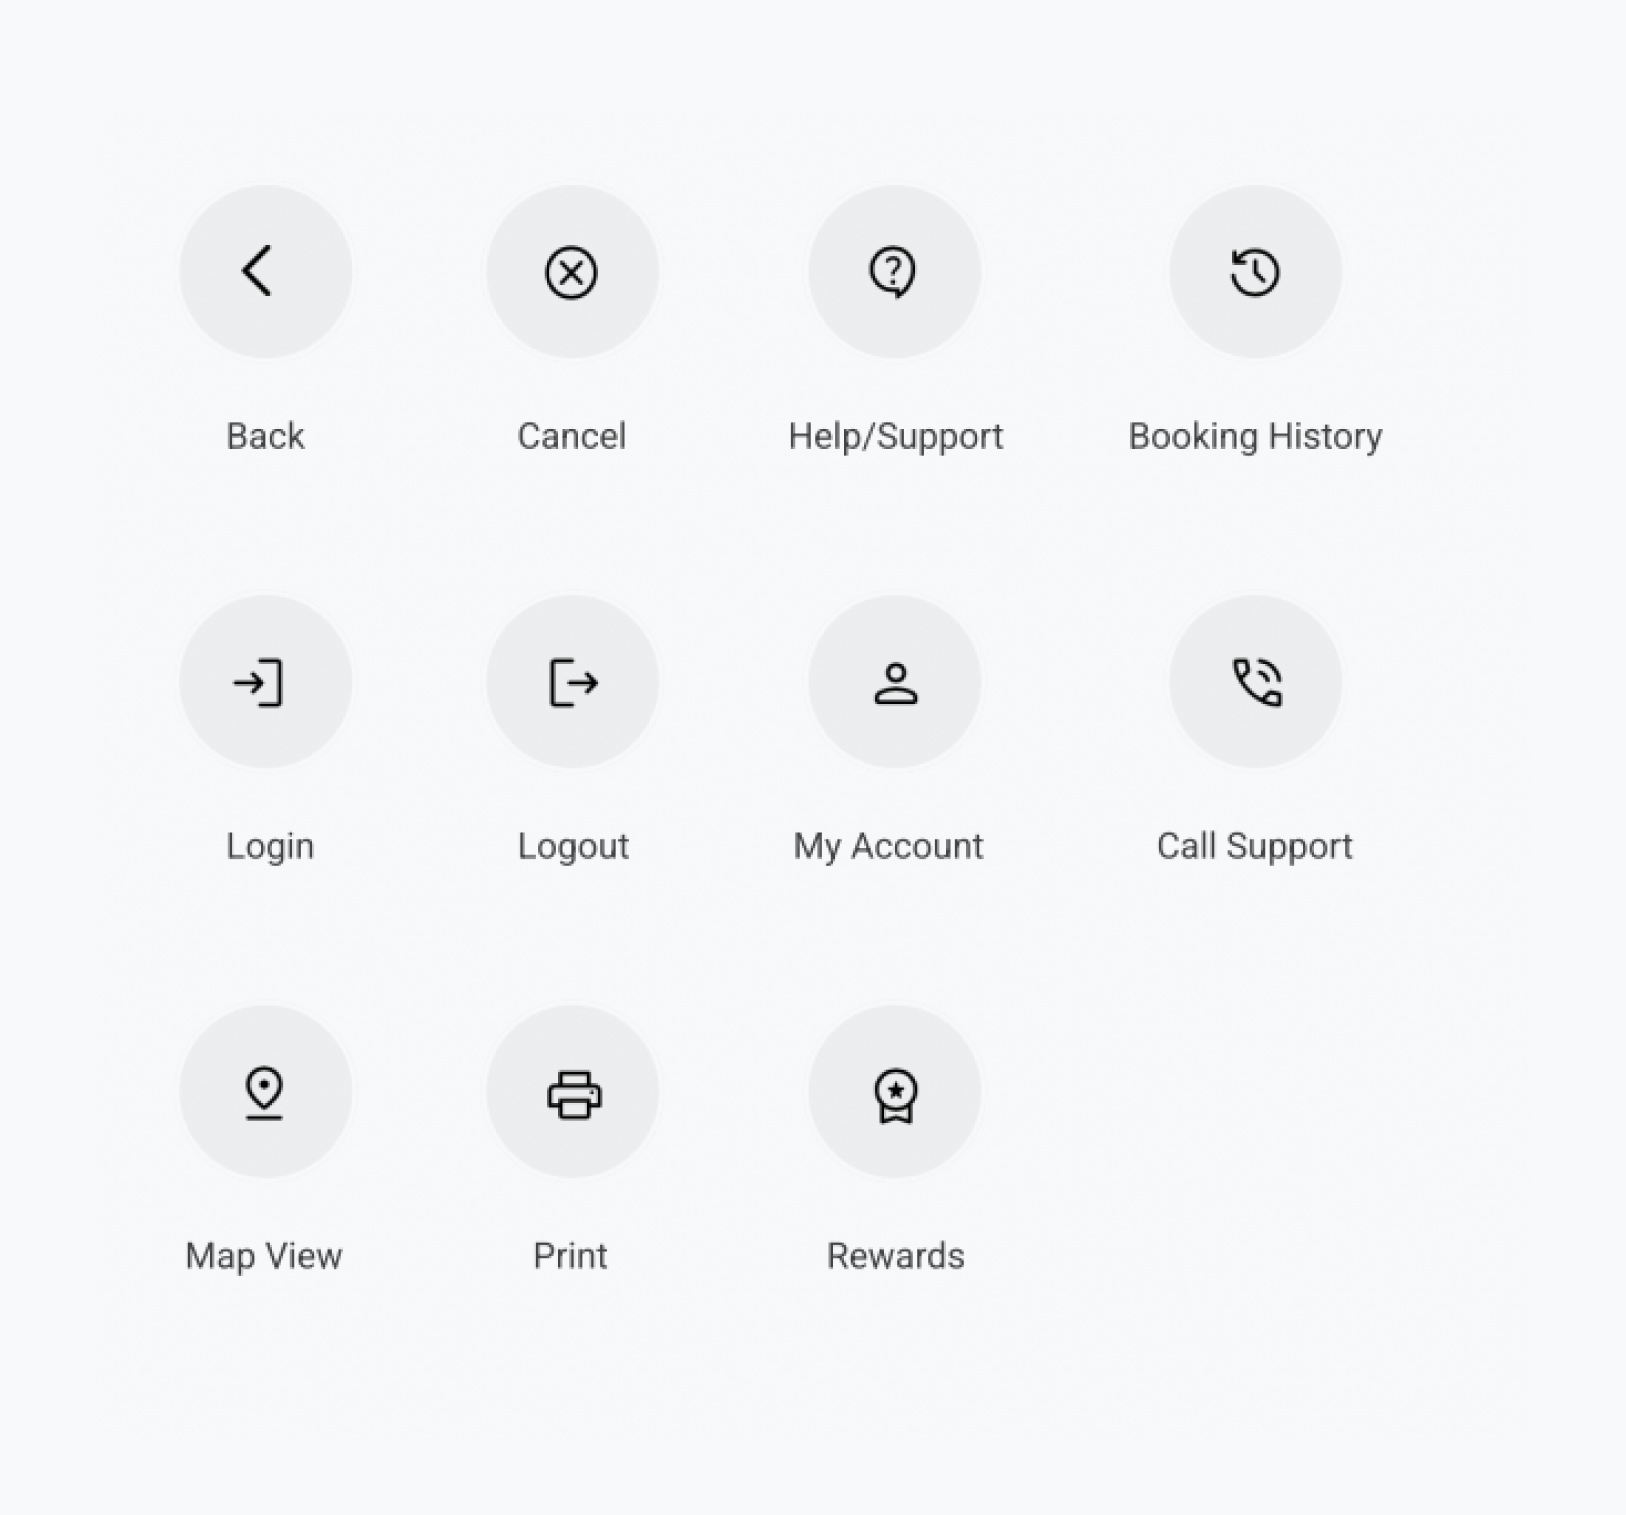 Back
Cancel
Help/Support
Booking History
Login
Logout
My Account
Call Support
Map View
Print
Rewards